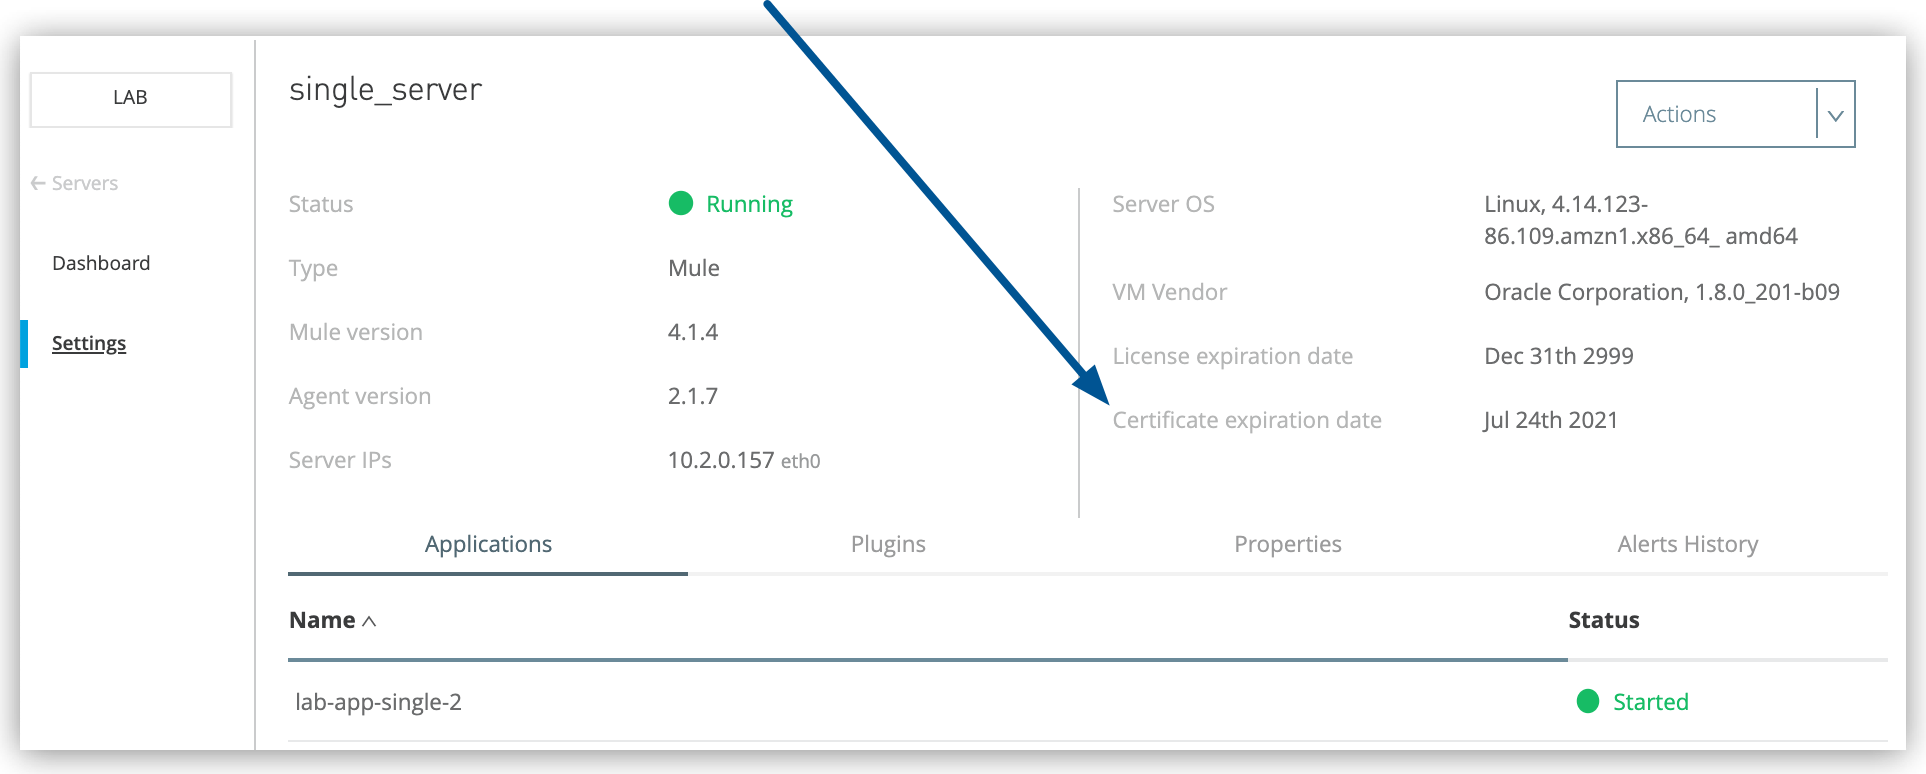 LAB
Servers
Dashboard
Settings
single_server
Actions
Status Running
Type Mule
Mule version 4.1.4
Agent version 2.1.7
Server IPs 10.2.0.157 eth0
Server OS Linux, 4.14.123-
86.109.amzn1.x86_64_ amd64
VM Vendor Oracle Corporation, 1.8.0_201-b09
License expiration date Dec 31th 2999
Certificate expiration date Jul 24th 2021
Applications Plugins Properties Alerts History
Name Status
lab-app-single-2 Started